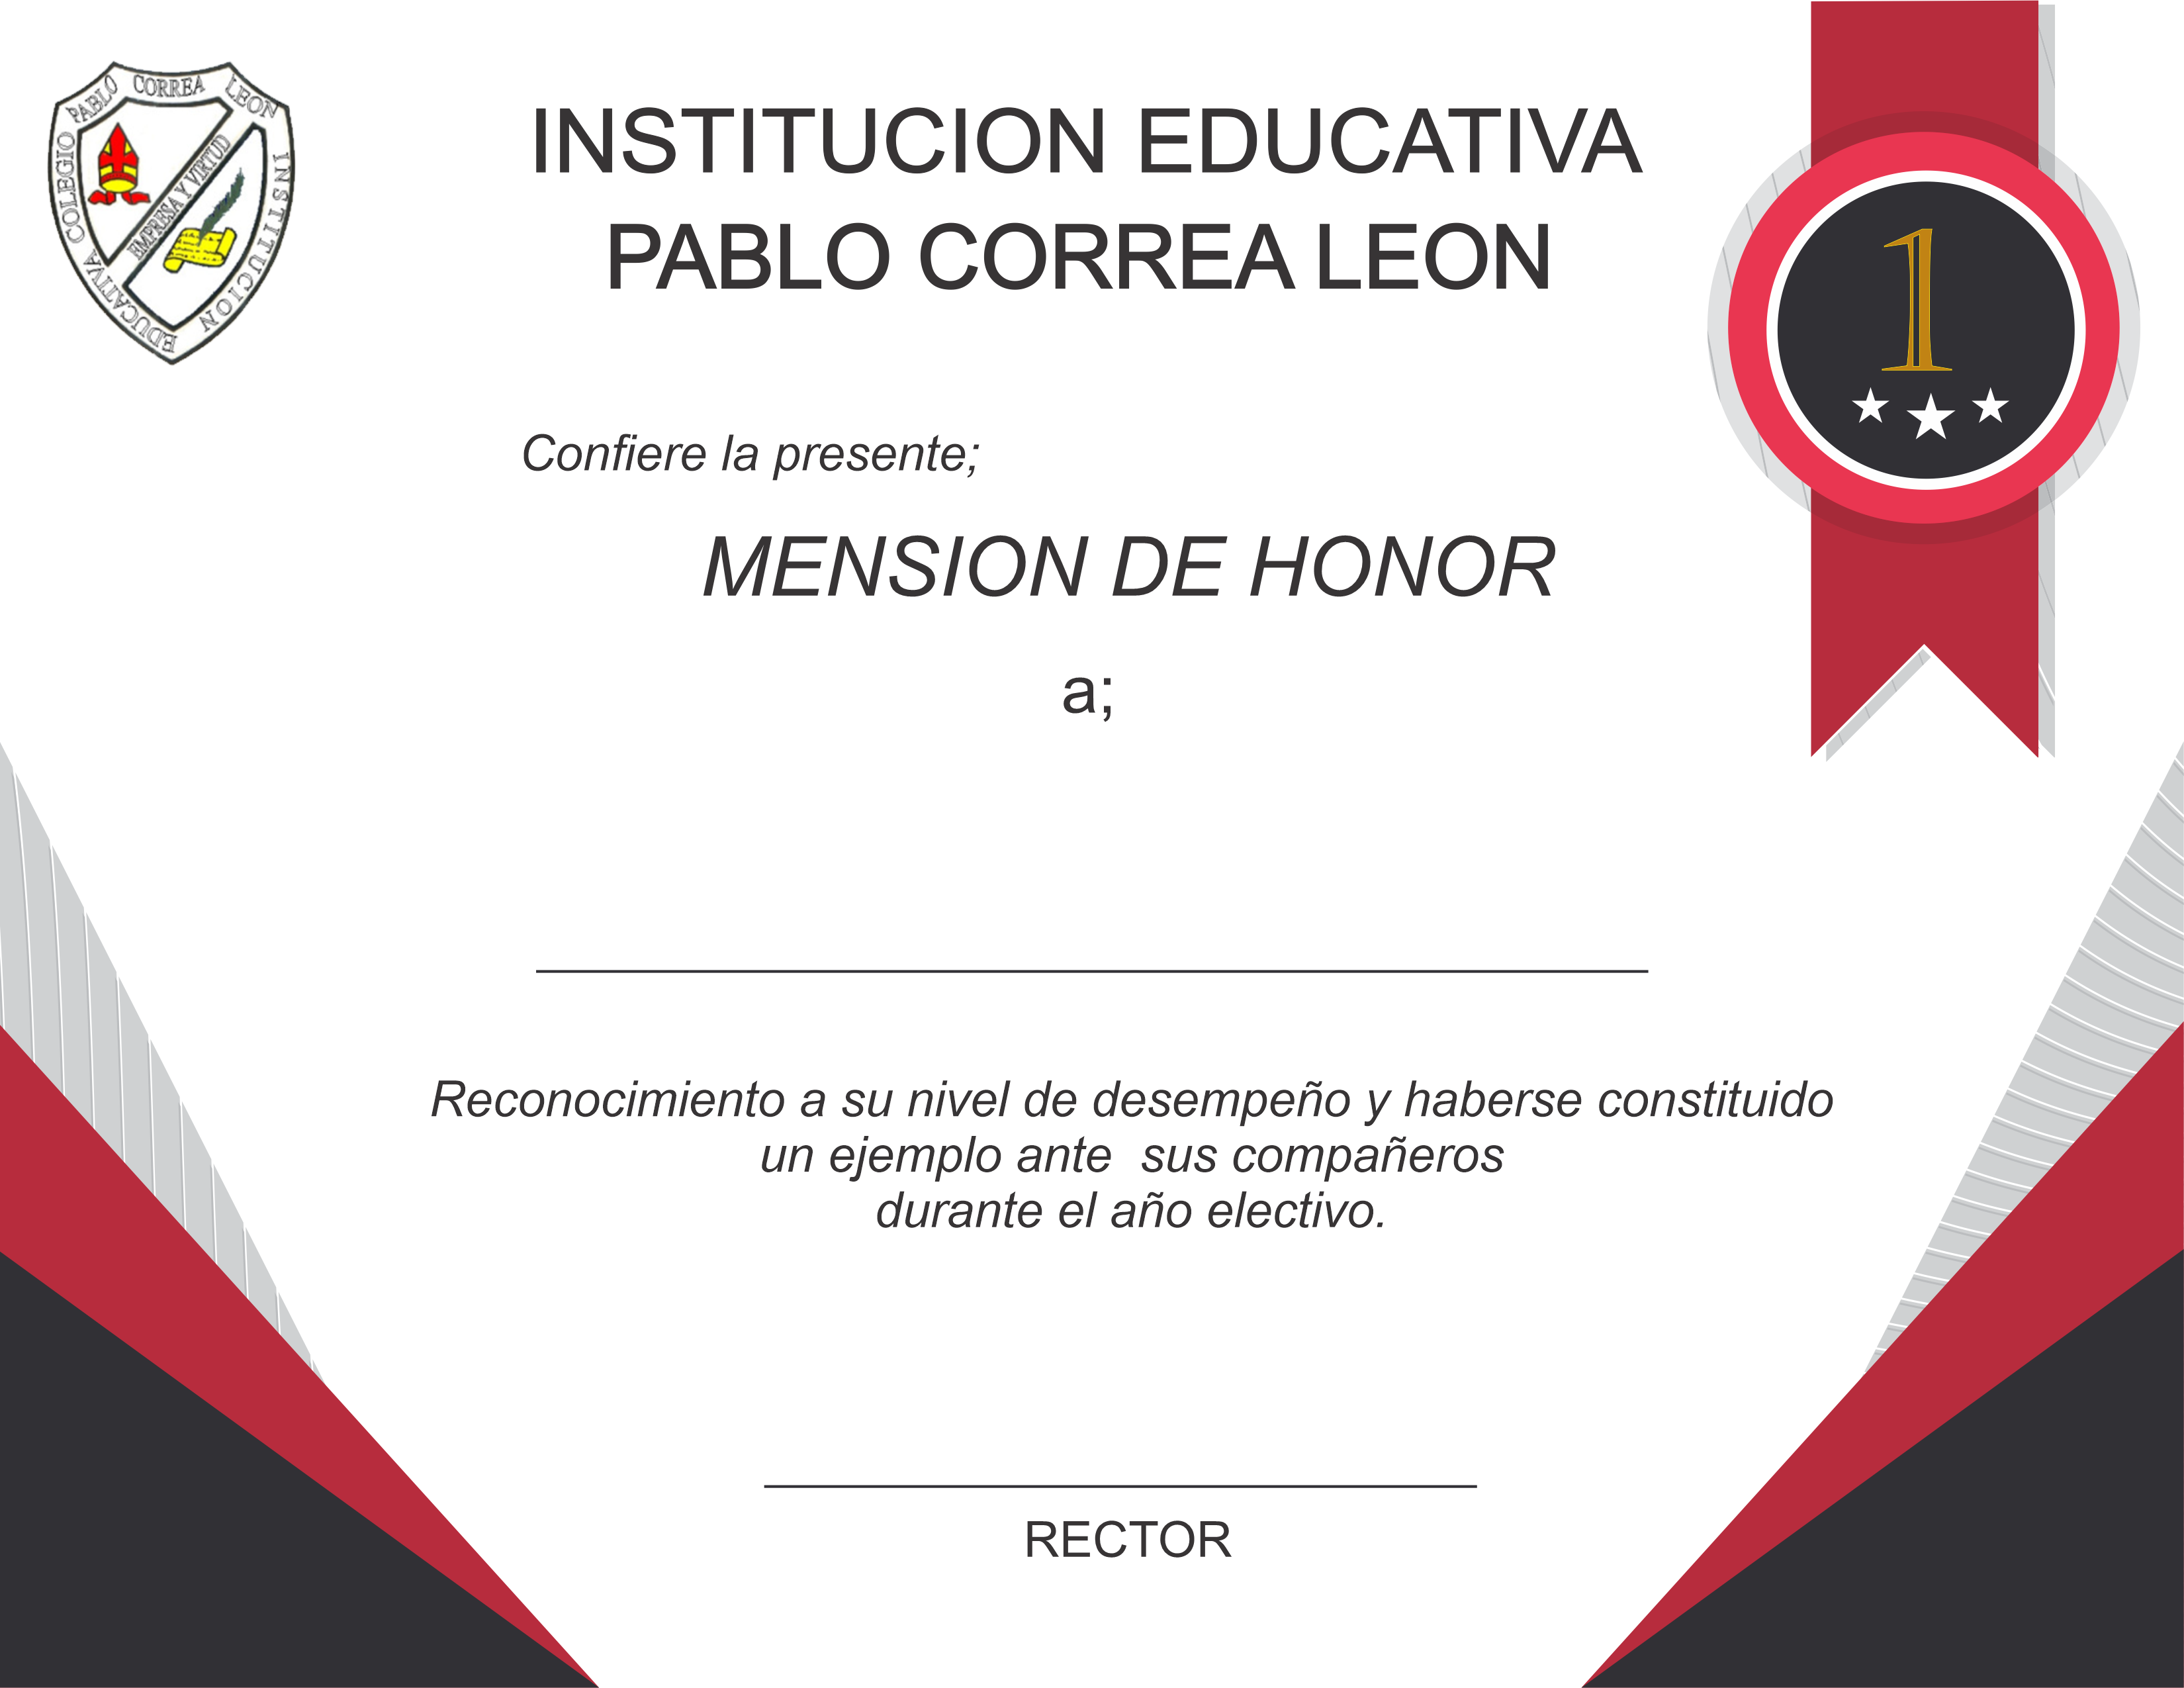 COLEGIO PABLO CORREA LEON
INSTITUCION EDUCATIVA
EMPRESA Y VIRTUD
INSTITUCION EDUCATIVA
PABLO CORREA LEON
1
Confiere la presente;
MENSION DE HONOR
a;
Reconocimiento a su nivel de desempeño y haberse constituido
un ejemplo ante sus compañeros
durante el año electivo.
RECTOR